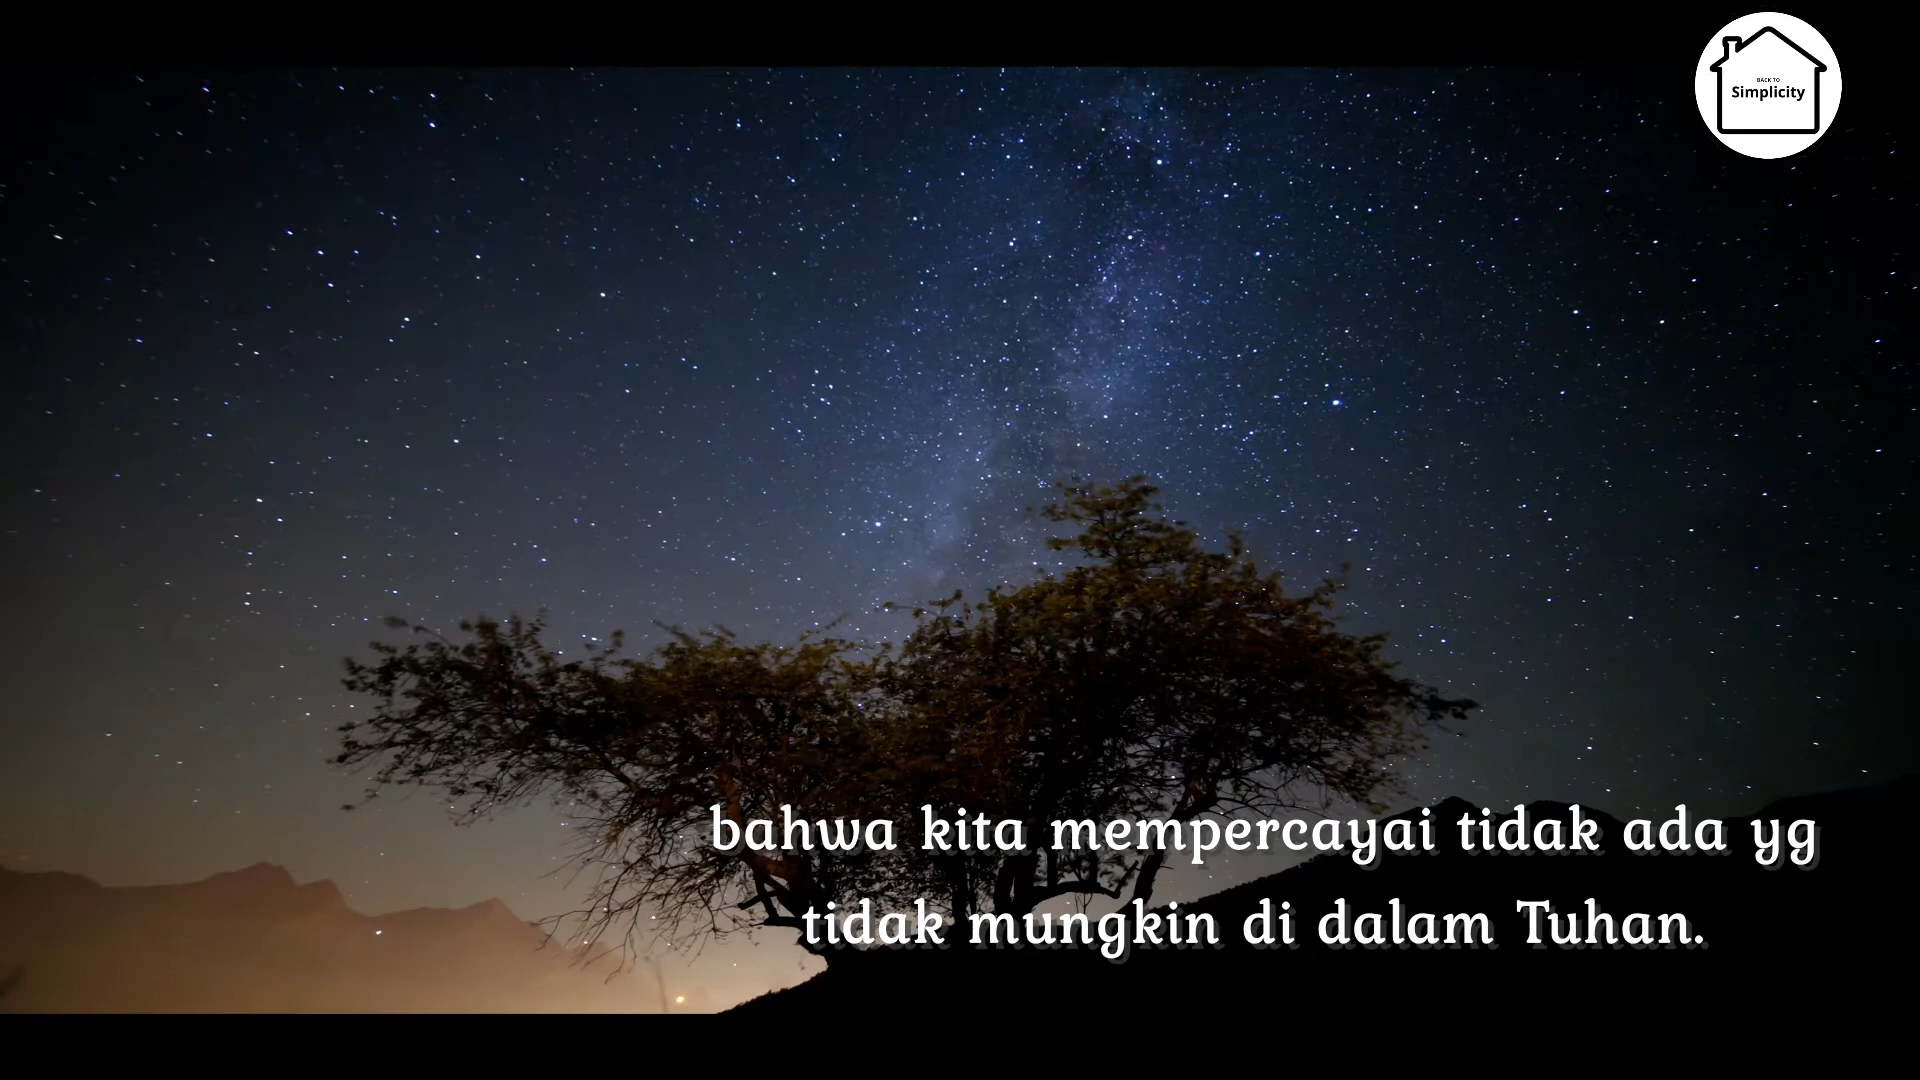 BACK TO
Simplicity
bahwa kita mempercayai tidak ada yg
tidak mungkin di dalam Tuhan.